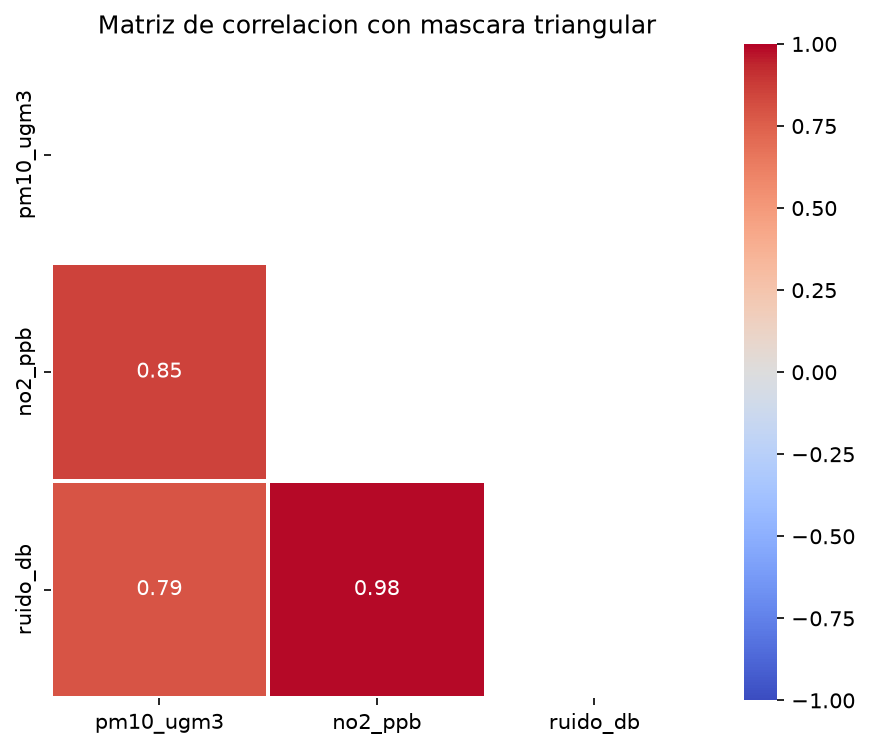 Matriz de correlacion con mascara triangular
pm10_ugm3
no2_ppb
ruido_db
0.85
0.79
0.98
pm10_ugm3
no2_ppb
ruido_db
1.00
0.75
0.50
0.25
0.00
−0.25
−0.50
−0.75
−1.00